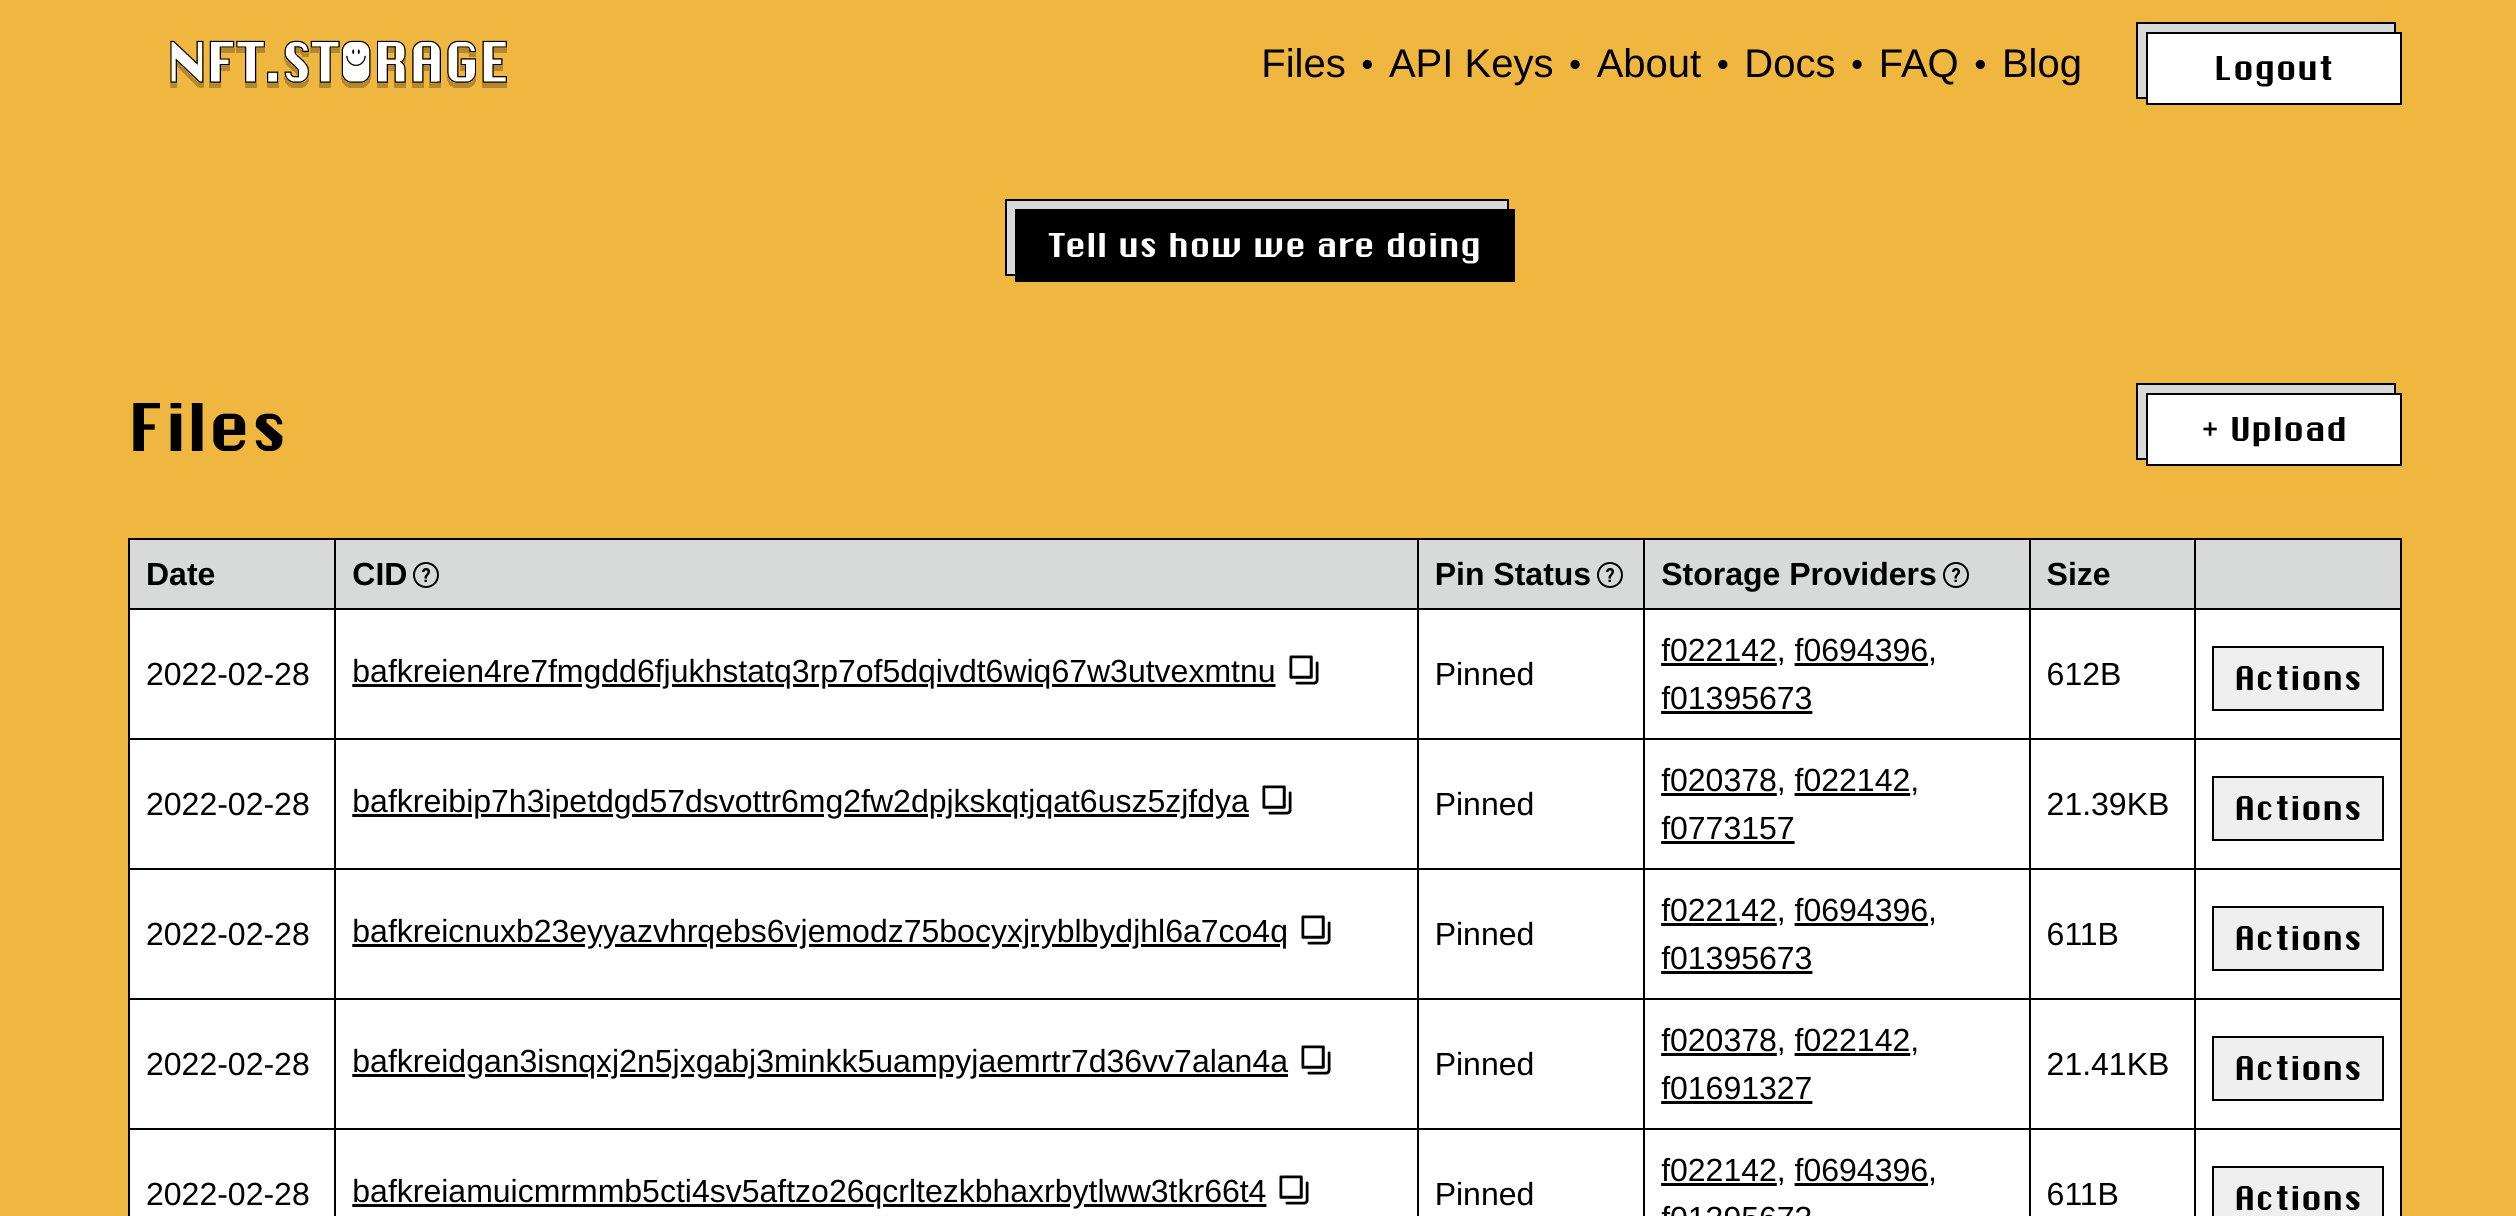 NFT.STORAGE
Files • API Keys • About • Docs • FAQ • Blog
Logout
Tell us how we are doing
Files
+ Upload
Date CID ? Pin Status ? Storage Providers ? Size
2022-02-28 bafkreien4re7fmgdd6fjukhstatq3rp7of5dqivdt6wiq67w3utvexmtnu Pinned f022142, f0694396, 612B Actions
f01395673
2022-02-28 bafkreibip7h3ipetdgd57dsvottr6mg2fw2dpjkskqtjqat6usz5zjfdya Pinned f020378, f022142, 21.39KB Actions
f0773157
2022-02-28 bafkreicnuxb23eyyazvhrqebs6vjemodz75bocyxjryblbydjhl6a7co4q Pinned f022142, f0694396, 611B Actions
f01395673
2022-02-28 bafkreidgan3isnqxj2n5jxgabj3minkk5uampyjaemrtr7d36vv7alan4a Pinned f020378, f022142, 21.41KB Actions
f01691327
2022-02-28 bafkreiamuicmrmmb5cti4sv5aftzo26qcrltezkbhaxrbytlww3tkr66t4 Pinned f022142, f0694396, 611B Actions